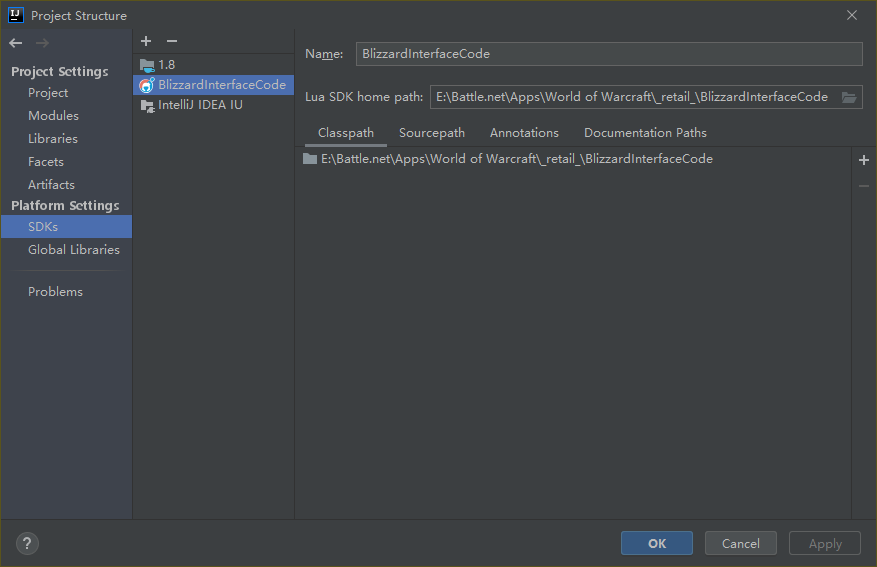 Project Structure
Project Settings
Project
Modules
Libraries
Facets
Artifacts
Platform Settings
SDKs
Global Libraries
Problems
1.8
BlizzardInterfaceCode
IntelliJ IDEA IU
Name: BlizzardInterfaceCode
Lua SDK home path: E:\Battle.net\Apps\World of Warcraft\_retail_\BlizzardInterfaceCode
Classpath Sourcepath Annotations Documentation Paths
E:\Battle.net\Apps\World of Warcraft\_retail_\BlizzardInterfaceCode
? OK Cancel Apply